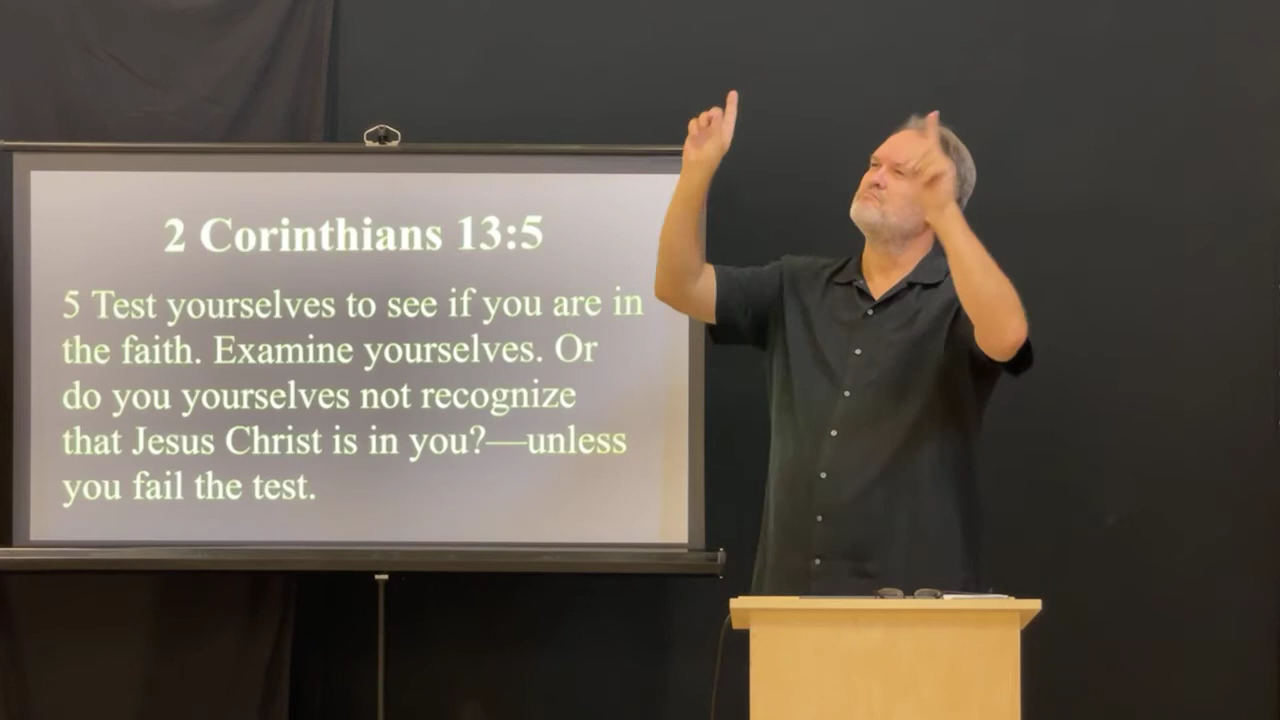 2 Corinthians 13:5
5 Test yourselves to see if you are in
the faith. Examine yourselves. Or
do you yourselves not recognize
that Jesus Christ is in you?—unless
you fail the test.